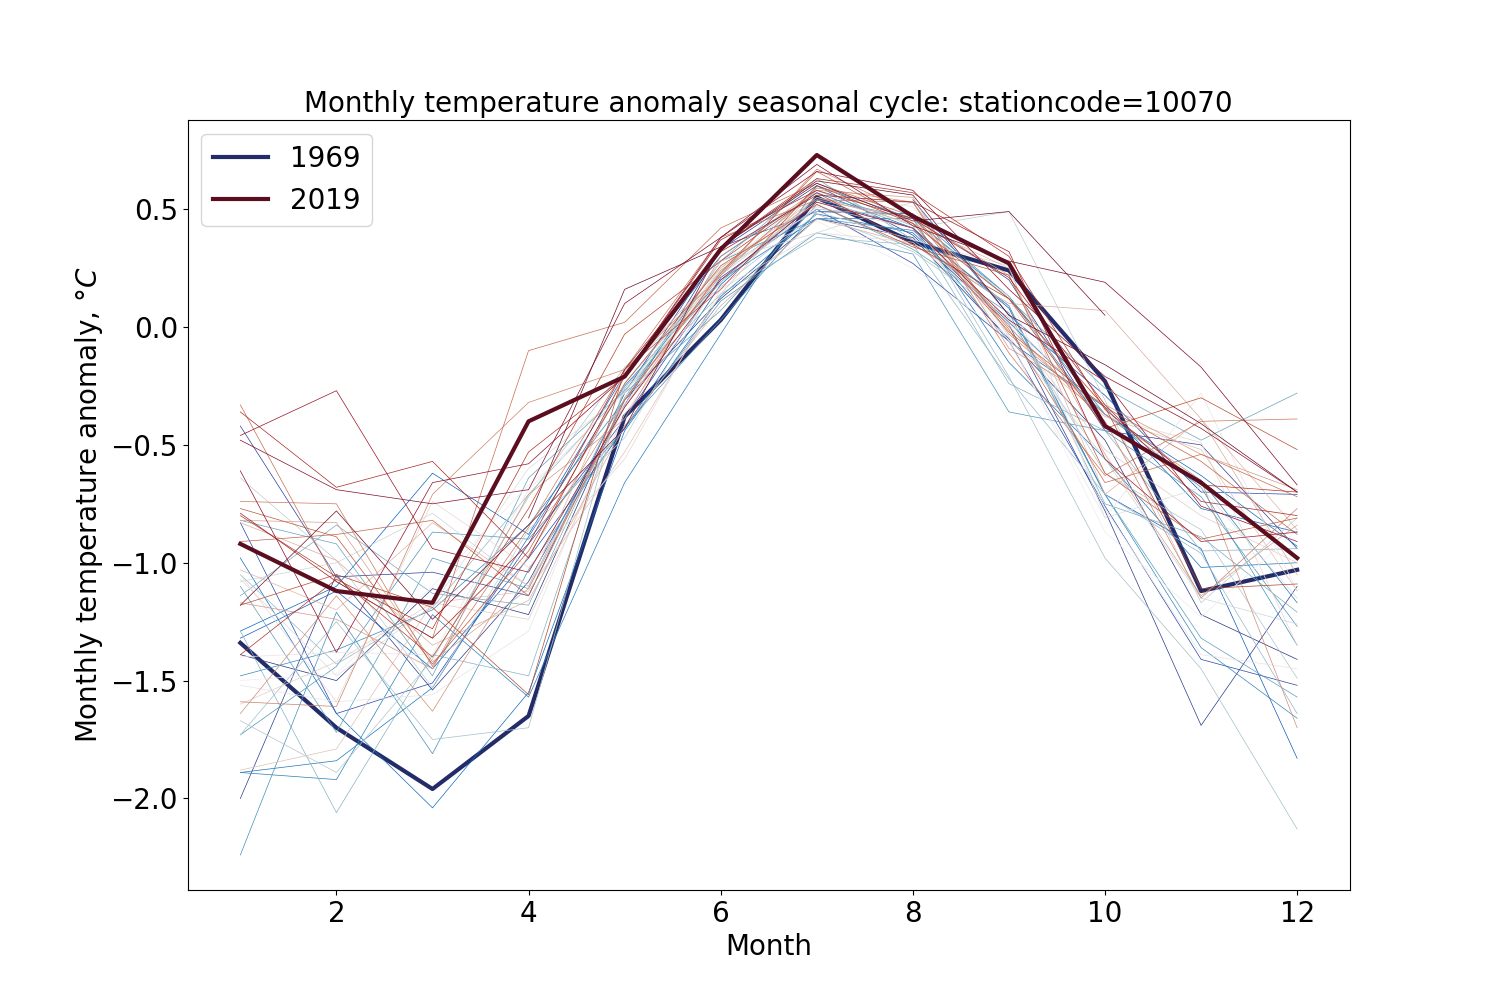 Monthly temperature anomaly seasonal cycle: stationcode=10070
1969
2019
Monthly temperature anomaly, °C
0.5
0.0
−0.5
−1.0
−1.5
−2.0
2 4 6 8 10 12
Month